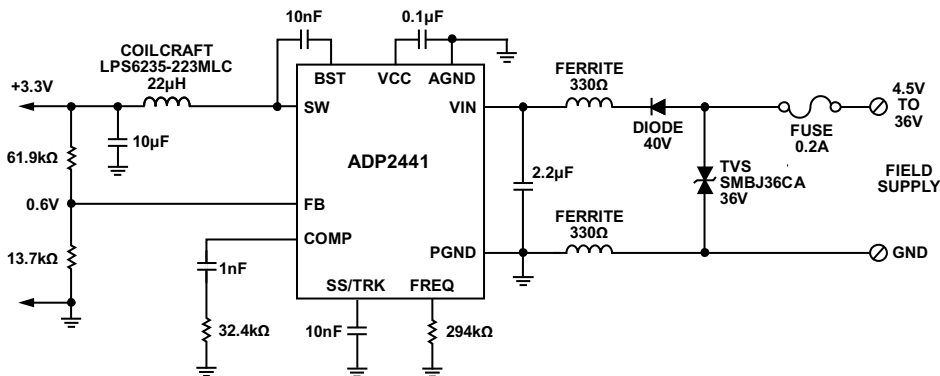 10nF
0.1µF
COILCRAFT
LPS6235-223MLC
22µH
+3.3V
BST
VCC
AGND
FERRITE
330Ω
4.5V
TO
36V
SW
VIN
10µF
DIODE
40V
FUSE
0.2A
61.9kΩ
ADP2441
2.2µF
TVS
SMBJ36CA
36V
FIELD
SUPPLY
0.6V
FB
FERRITE
330Ω
COMP
PGND
GND
13.7kΩ
1nF
SS/TRK
FREQ
32.4kΩ
10nF
294kΩ